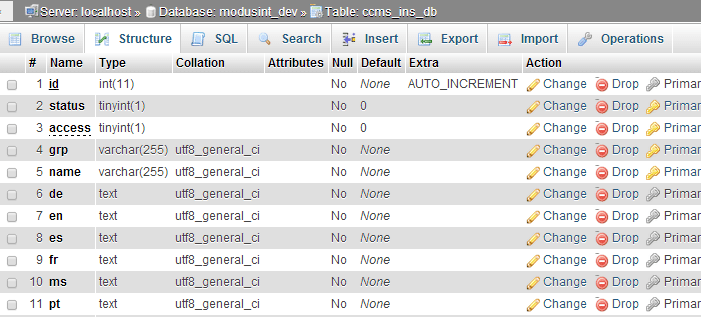 Server: localhost » Database: modusint_dev » Table: ccms_ins_db
Browse Structure SQL Search Insert Export Import Operations
# Name Type Collation Attributes Null Default Extra Action
1 id int(11) No None AUTO_INCREMENT Change Drop Primar
2 status tinyint(1) No 0 Change Drop Primar
3 access tinyint(1) No 0 Change Drop Primar
4 grp varchar(255) utf8_general_ci No None Change Drop Primar
5 name varchar(255) utf8_general_ci No None Change Drop Primar
6 de text utf8_general_ci No None Change Drop Primar
7 en text utf8_general_ci No None Change Drop Primar
8 es text utf8_general_ci No None Change Drop Primar
9 fr text utf8_general_ci No None Change Drop Primar
10 ms text utf8_general_ci No None Change Drop Primar
11 pt text utf8_general_ci No None Change Drop Primar